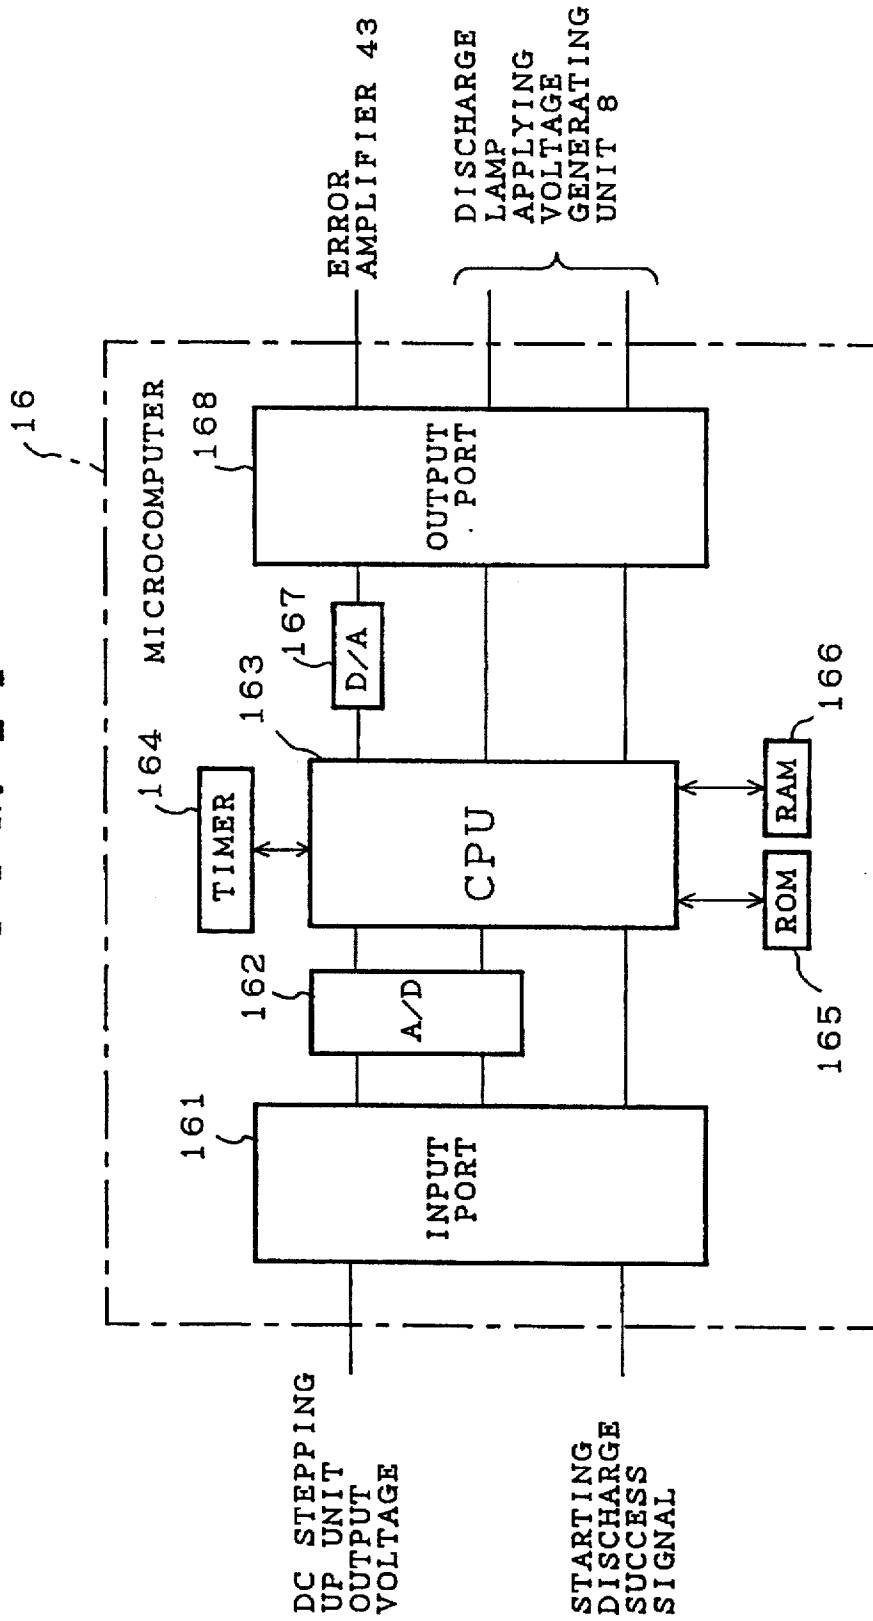 16
MICROCOMPUTER
DC STEPPING
UP UNIT
OUTPUT
VOLTAGE
STARTING
DISCHARGE
SUCCESS
SIGNAL
161
INPUT
PORT
162
A/D
164
TIMER
163
CPU
165
ROM
166
RAM
167
D/A
168
OUTPUT
PORT
ERROR
AMPLIFIER 43
DISCHARGE
LAMP
APPLYING
VOLTAGE
GENERATING
UNIT 8